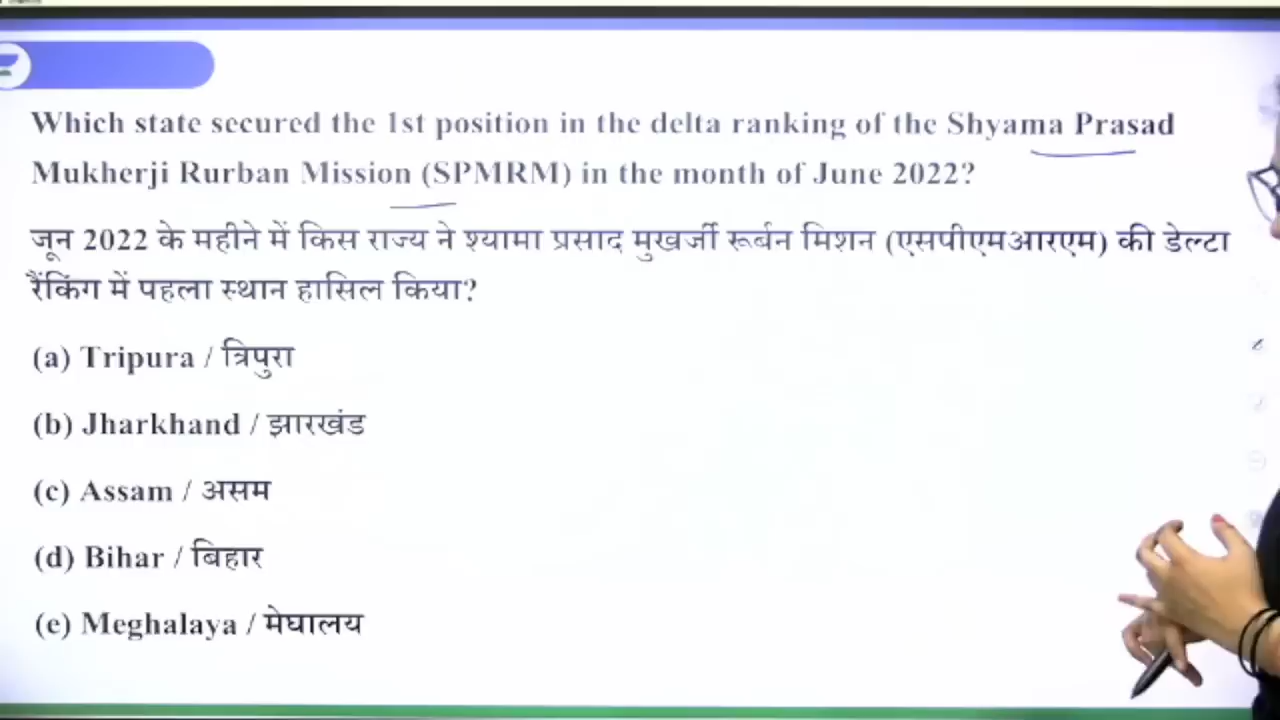 Which state secured the 1st position in the delta ranking of the Shyama Prasad
Mukherji Rurban Mission (SPMRM) in the month of June 2022?
जून 2022 के महीने में किस राज्य ने श्यामा प्रसाद मुखर्जी रूर्बन मिशन (एसपीएमआरएम) की डेल्टा
रैंकिंग में पहला स्थान हासिल किया?
(a) Tripura / त्रिपुरा
(b) Jharkhand / झारखंड
(c) Assam / असम
(d) Bihar / बिहार
(e) Meghalaya / मेघालय